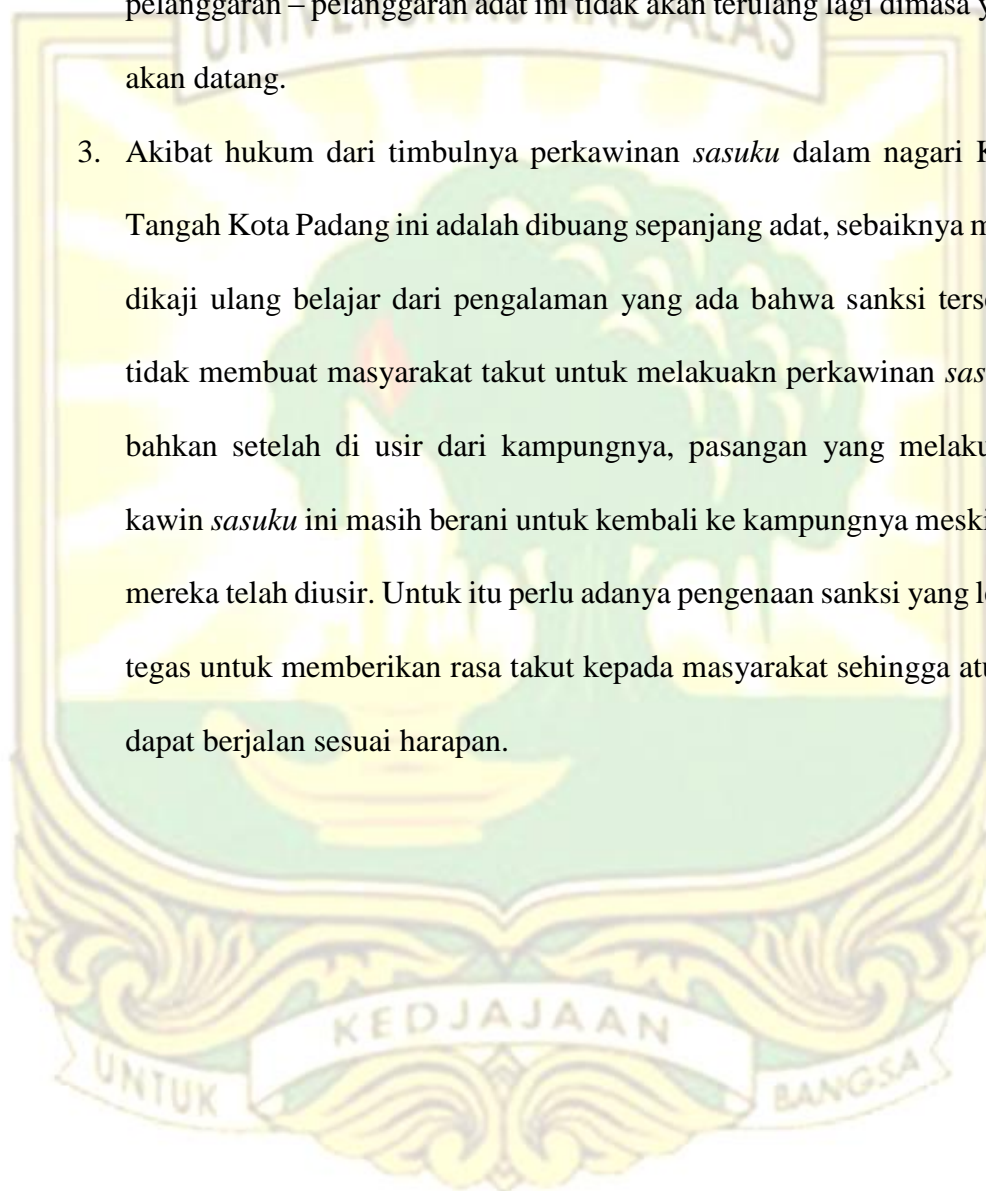 pelanggaran – pelanggaran adat ini tidak akan terulang lagi dimasa
UNIVERSITAS ANDALAS
akan datang.
3. Akibat hukum dari timbulnya perkawinan sasuku dalam nagari
Tangah Kota Padang ini adalah dibuang sepanjang adat, sebaiknya
dikaji ulang belajar dari pengalaman yang ada bahwa sanksi
tidak membuat masyarakat takut untuk melakuakn perkawinan
bahkan setelah di usir dari kampungnya, pasangan yang
kawin sasuku ini masih berani untuk kembali ke kampungnya
mereka telah diusir. Untuk itu perlu adanya pengenaan sanksi yang
tegas untuk memberikan rasa takut kepada masyarakat sehingga
dapat berjalan sesuai harapan.
KEDJAJAAN
UNTUK BANGSA